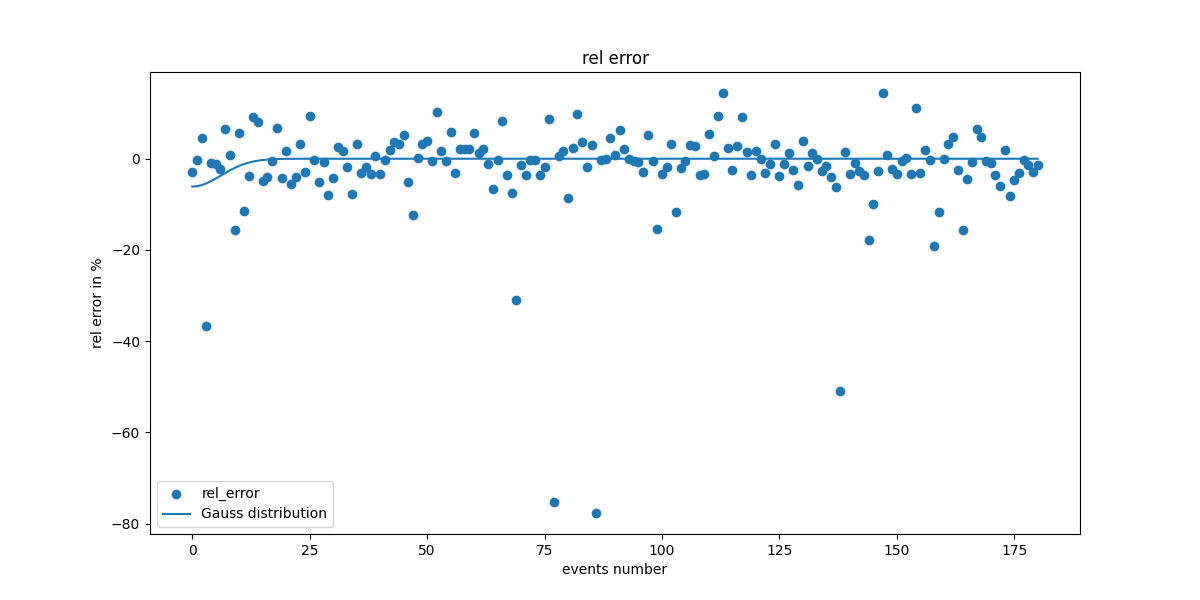 rel error
rel error in %
0
−20
−40
−60
−80
rel_error
Gauss distribution
0 25 50 75 100 125 150 175
events number